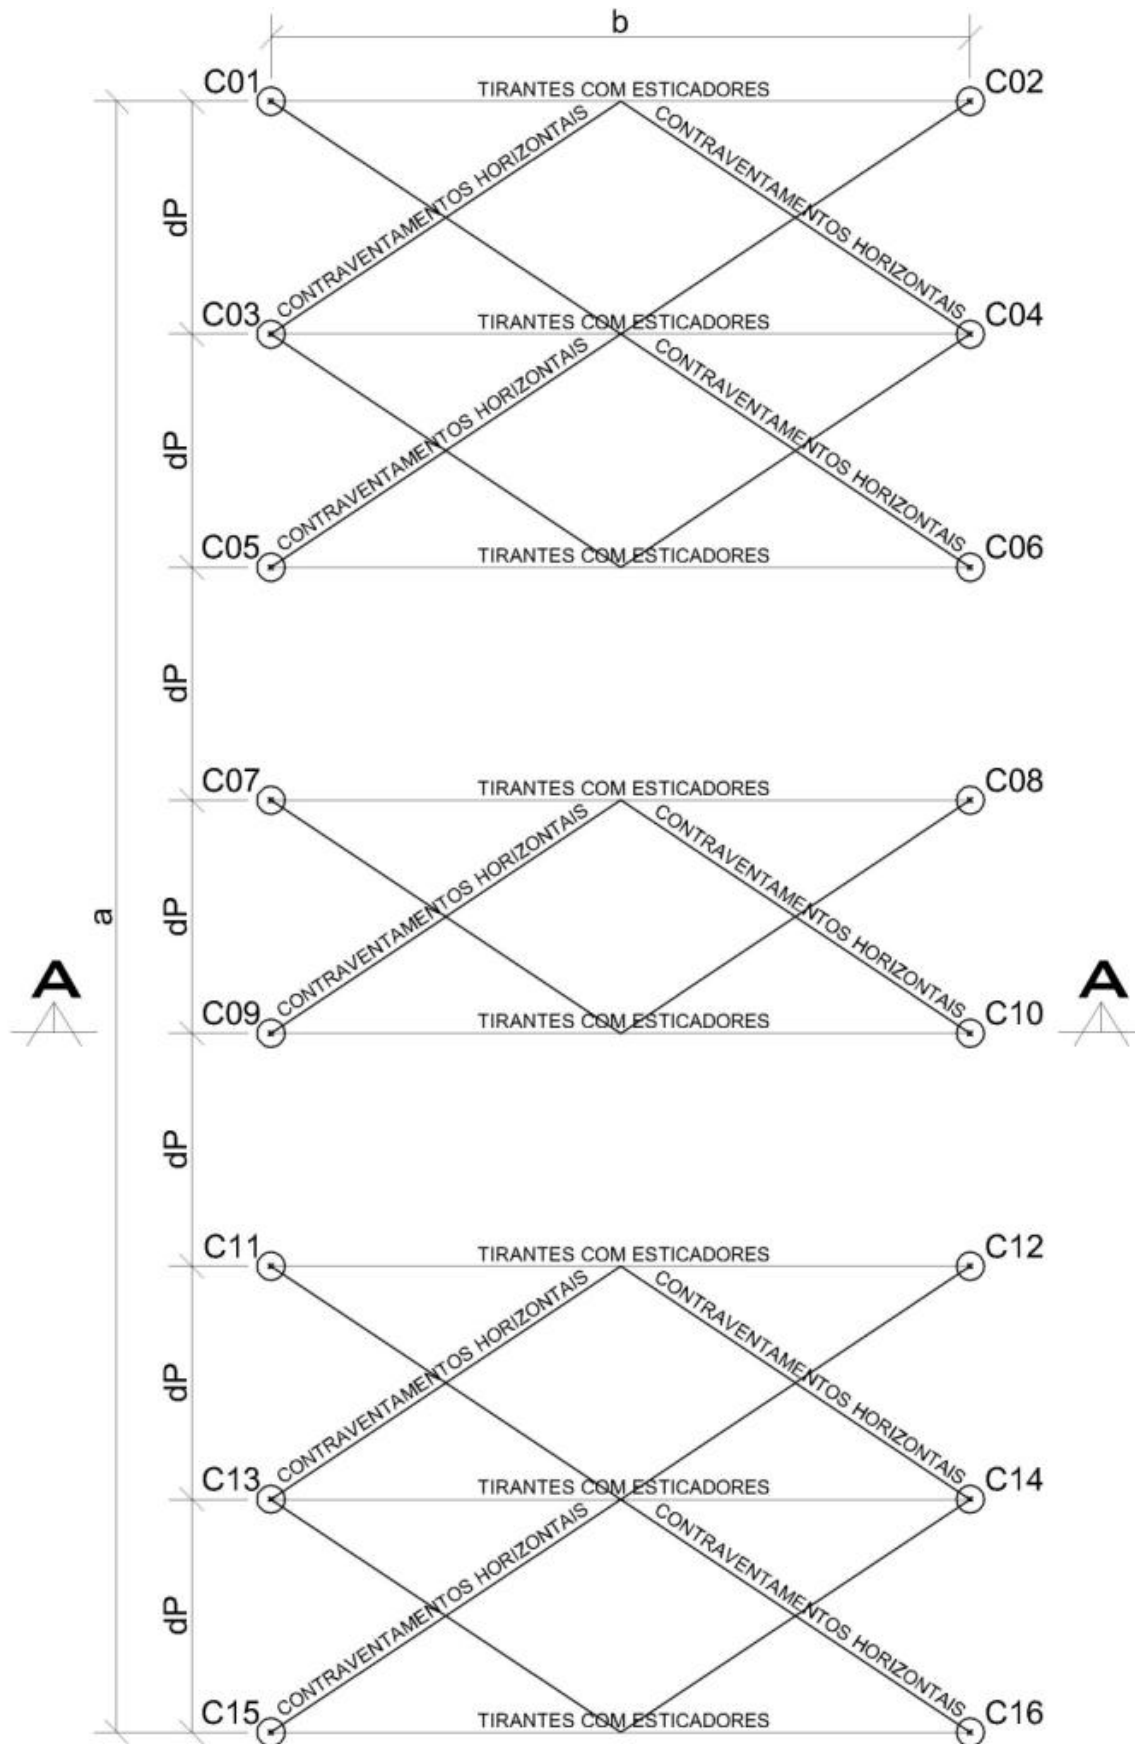 b
C01
TIRANTES COM ESTICADORES
C02
CONTRAVENTAMENTOS HORIZONTAIS
CONTRAVENTAMENTOS HORIZONTAIS
dP
C03
TIRANTES COM ESTICADORES
C04
CONTRAVENTAMENTOS HORIZONTAIS
CONTRAVENTAMENTOS HORIZONTAIS
dP
C05
TIRANTES COM ESTICADORES
C06
dP
C07
TIRANTES COM ESTICADORES
C08
CONTRAVENTAMENTOS HORIZONTAIS
CONTRAVENTAMENTOS HORIZONTAIS
a
dP
A
A
C09
TIRANTES COM ESTICADORES
C10
dP
C11
TIRANTES COM ESTICADORES
C12
CONTRAVENTAMENTOS HORIZONTAIS
CONTRAVENTAMENTOS HORIZONTAIS
dP
C13
TIRANTES COM ESTICADORES
C14
CONTRAVENTAMENTOS HORIZONTAIS
CONTRAVENTAMENTOS HORIZONTAIS
dP
C15
TIRANTES COM ESTICADORES
C16